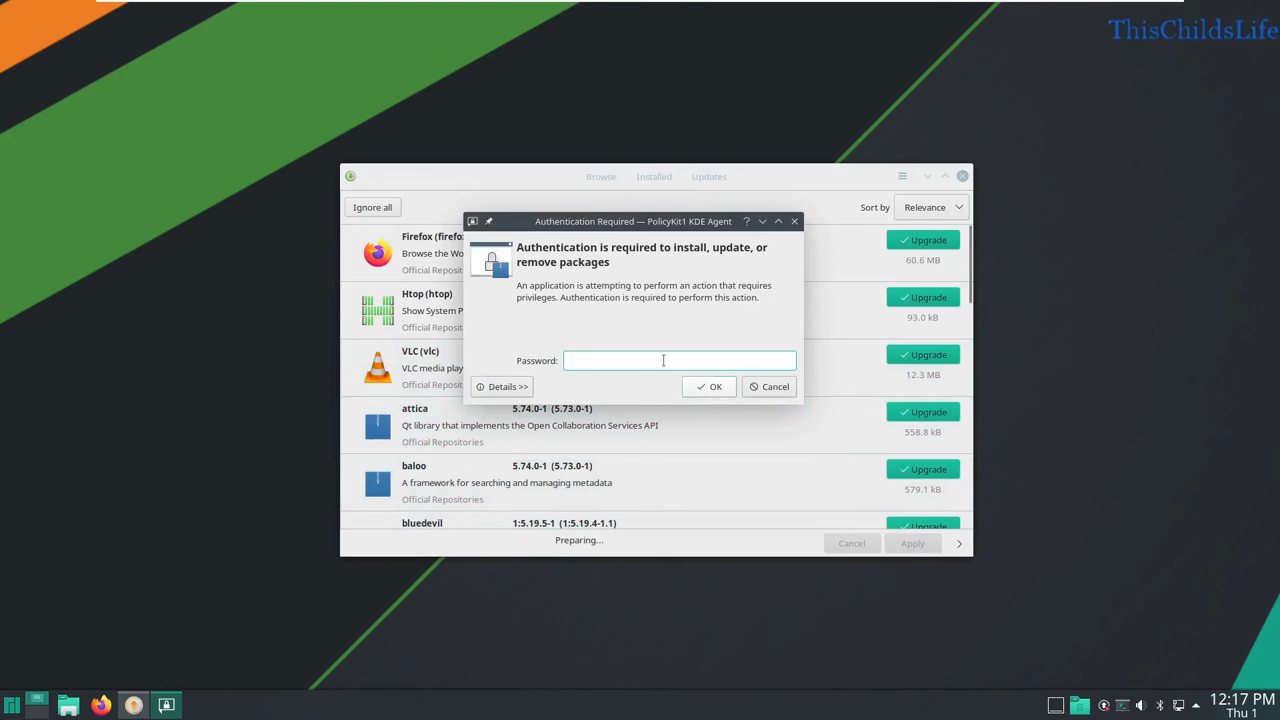 ThisChildsLife
Browse Installed Updates
Ignore all
Sort by Relevance
Authentication Required — PolicyKit1 KDE Agent
Authentication is required to install, update, or
remove packages
An application is attempting to perform an action that requires
privileges. Authentication is required to perform this action.
Password:
Details >> OK Cancel
Firefox (firefo
Browse the Wo
Official Reposit
Upgrade
60.6 MB
Htop (htop)
Show System P
Official Reposit
Upgrade
93.0 kB
VLC (vlc)
VLC media play
Official Reposit
Upgrade
12.3 MB
attica 5.74.0-1 (5.73.0-1)
Qt library that implements the Open Collaboration Services API
Official Repositories
Upgrade
558.8 kB
baloo 5.74.0-1 (5.73.0-1)
A framework for searching and managing metadata
Official Repositories
Upgrade
579.1 kB
bluedevil 1:5.19.5-1 (1:5.19.4-1.1)
Upgrade
Preparing...
Cancel Apply
12:17 PM
Thu 1